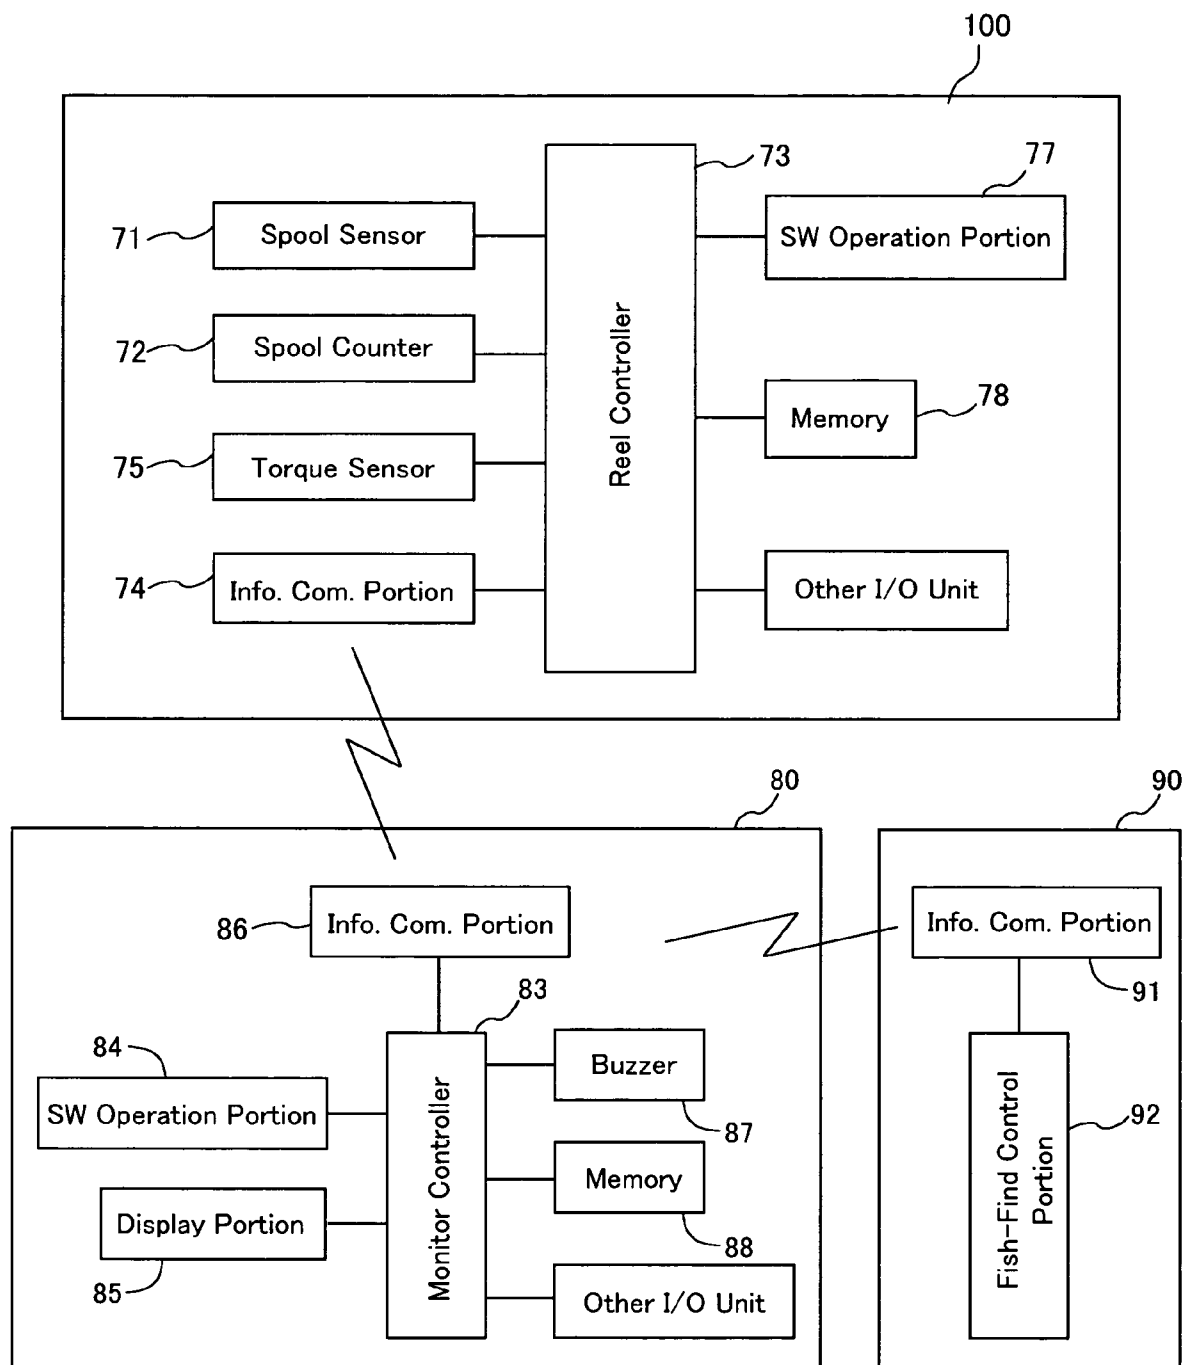 100
73
77
71
Spool Sensor
SW Operation Portion
72
Spool Counter
Reel Controller
Memory
78
75
Torque Sensor
74
Info. Com. Portion
Other I/O Unit
80
90
86
Info. Com. Portion
Info. Com. Portion
91
83
84
SW Operation Portion
Monitor Controller
Buzzer
87
Memory
88
Display Portion
85
Other I/O Unit
Fish-Find Control
Portion
92